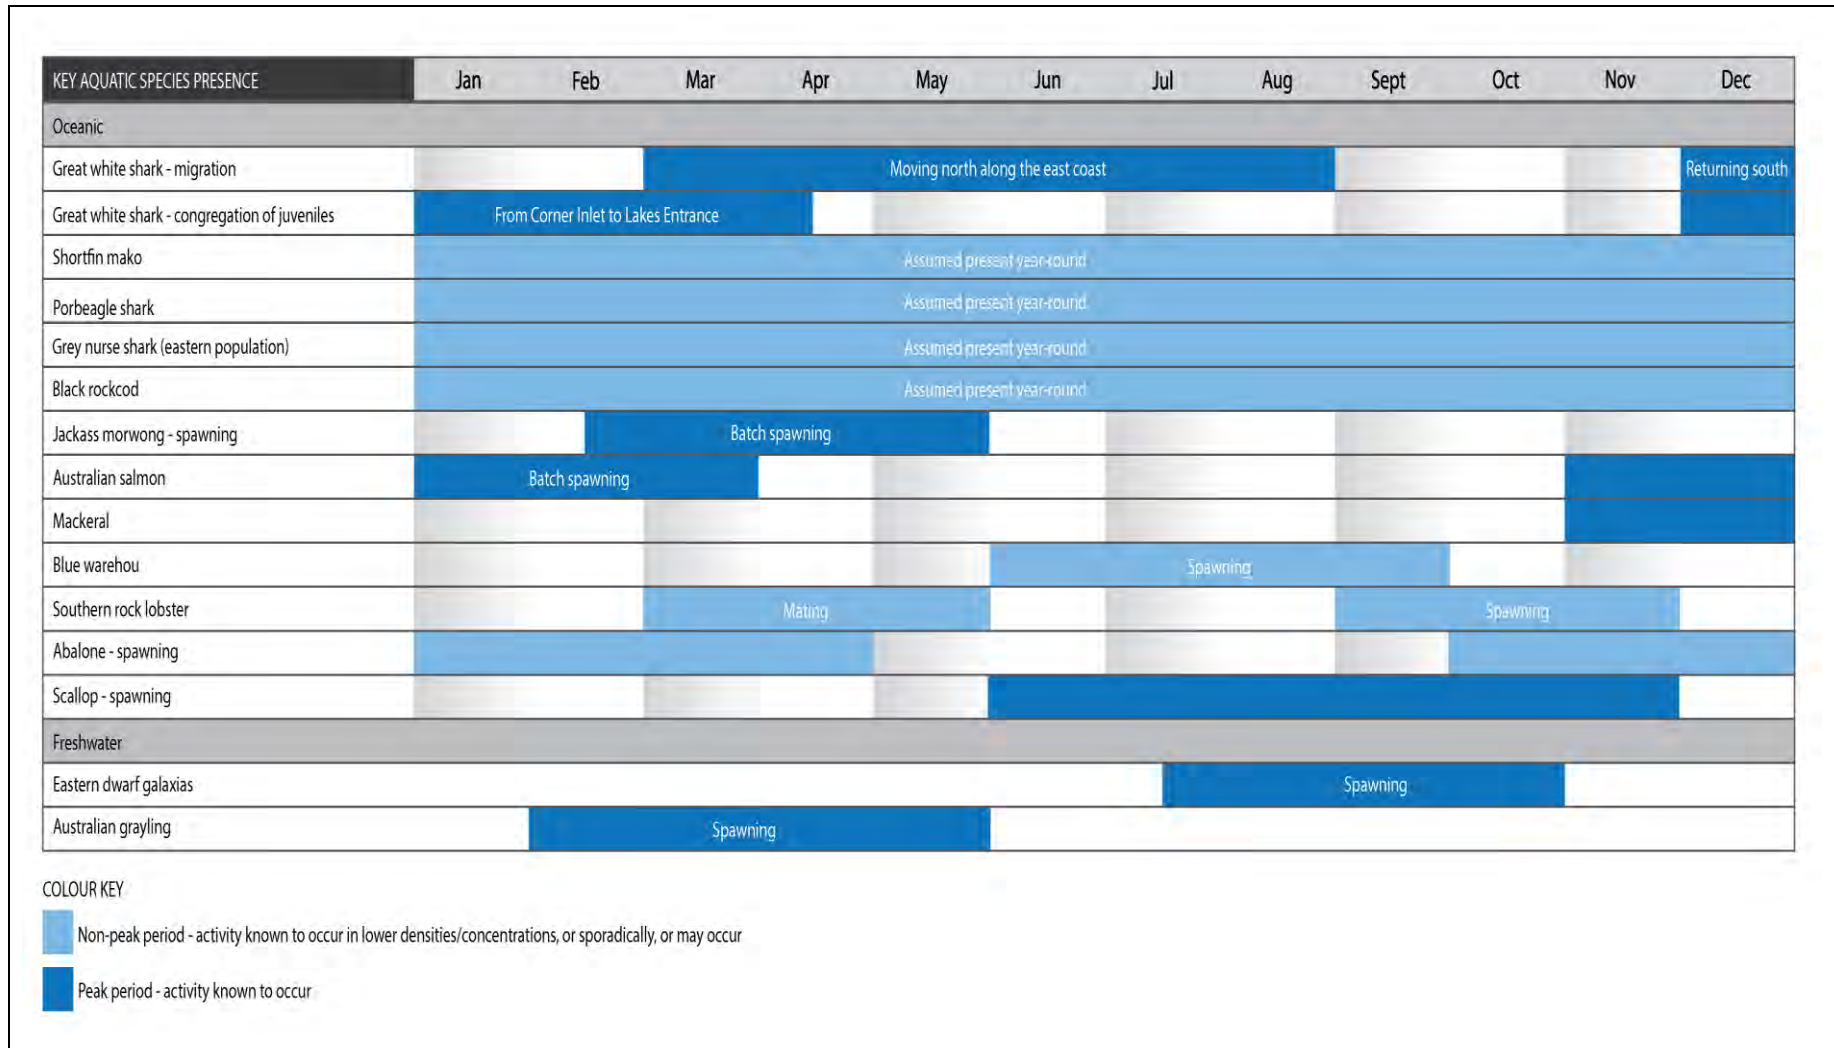 KEY AQUATIC SPECIES PRESENCE Jan Feb Mar Apr May Jun Jul Aug Sept Oct Nov Dec
Oceanic
Great white shark - migration Moving north along the east coast Returning south
Great white shark - congregation of juveniles From Corner Inlet to Lakes Entrance
Shortfin mako Assumed present year-round
Porbeagle shark Assumed present year-round
Grey nurse shark (eastern population) Assumed present year-round
Black rockcod Assumed present year-round
Jackass morwong - spawning Batch spawning
Australian salmon Batch spawning
Mackeral
Blue warehou Spawning
Southern rock lobster Mating Spawning
Abalone - spawning
Scallop - spawning
Freshwater
Eastern dwarf galaxias Spawning
Australian grayling Spawning
COLOUR KEY
Non-peak period - activity known to occur in lower densities/concentrations, or sporadically, or may occur
Peak period - activity known to occur